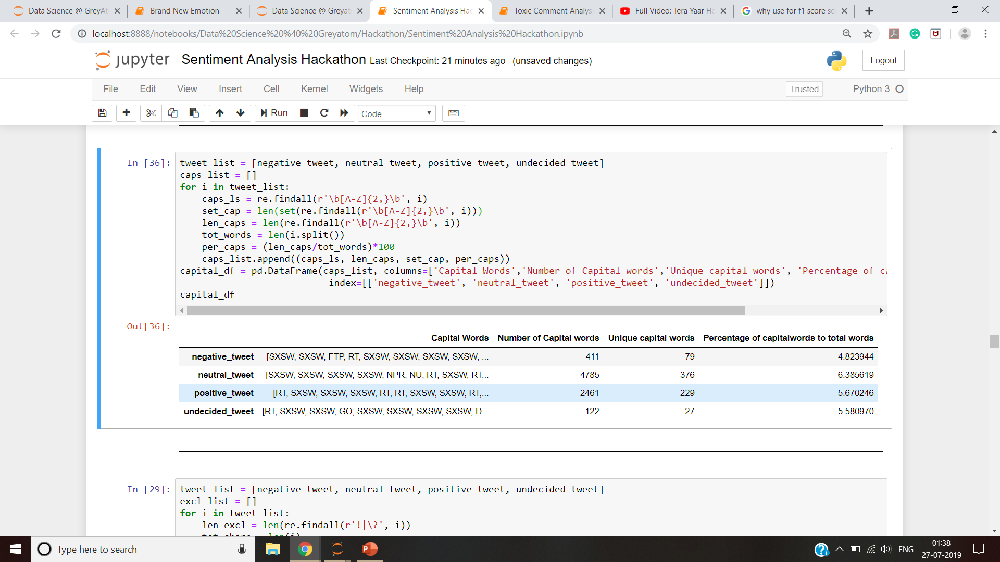 Data Science @ GreyAt
Brand New Emotion
Data Science @ Greyat
Sentiment Analysis Hac
Toxic Comment Analysi
Full Video: Tera Yaar Ho
why use for f1 score se
localhost:8888/notebooks/Data%20Science%20%40%20Greyatom/Hackathon/Sentiment%20Analysis%20Hackathon.ipynb
jupyter Sentiment Analysis Hackathon Last Checkpoint: 21 minutes ago (unsaved changes)
Logout
File Edit View Insert Cell Kernel Widgets Help Trusted Python 3
Run Code
In [36]: tweet_list = [negative_tweet, neutral_tweet, positive_tweet, undecided_tweet]
caps_list = []
for i in tweet_list:
    caps_ls = re.findall(r'\b[A-Z]{2,}\b', i)
    set_cap = len(set(re.findall(r'\b[A-Z]{2,}\b', i)))
    len_caps = len(re.findall(r'\b[A-Z]{2,}\b', i))
    tot_words = len(i.split())
    per_caps = (len_caps/tot_words)*100
    caps_list.append((caps_ls, len_caps, set_cap, per_caps))
capital_df = pd.DataFrame(caps_list, columns=['Capital Words','Number of Capital words','Unique capital words', 'Percentage of ca
index=[['negative_tweet', 'neutral_tweet', 'positive_tweet', 'undecided_tweet']])
capital_df
Out[36]:
Capital Words Number of Capital words Unique capital words Percentage of capitalwords to total words
negative_tweet [SXSW, SXSW, FTP, RT, SXSW, SXSW, SXSW, SXSW, ... 411 79 4.823944
neutral_tweet [SXSW, SXSW, SXSW, SXSW, NPR, NU, RT, SXSW, RT... 4785 376 6.385619
positive_tweet [RT, SXSW, SXSW, SXSW, RT, RT, SXSW, SXSW, RT,... 2461 229 5.670246
undecided_tweet [RT, SXSW, SXSW, GO, SXSW, SXSW, SXSW, SXSW, D... 122 27 5.580970
In [29]: tweet_list = [negative_tweet, neutral_tweet, positive_tweet, undecided_tweet]
excl_list = []
for i in tweet_list:
    len_excl = len(re.findall(r'!|\?', i))
Type here to search
ENG
01:38
27-07-2019